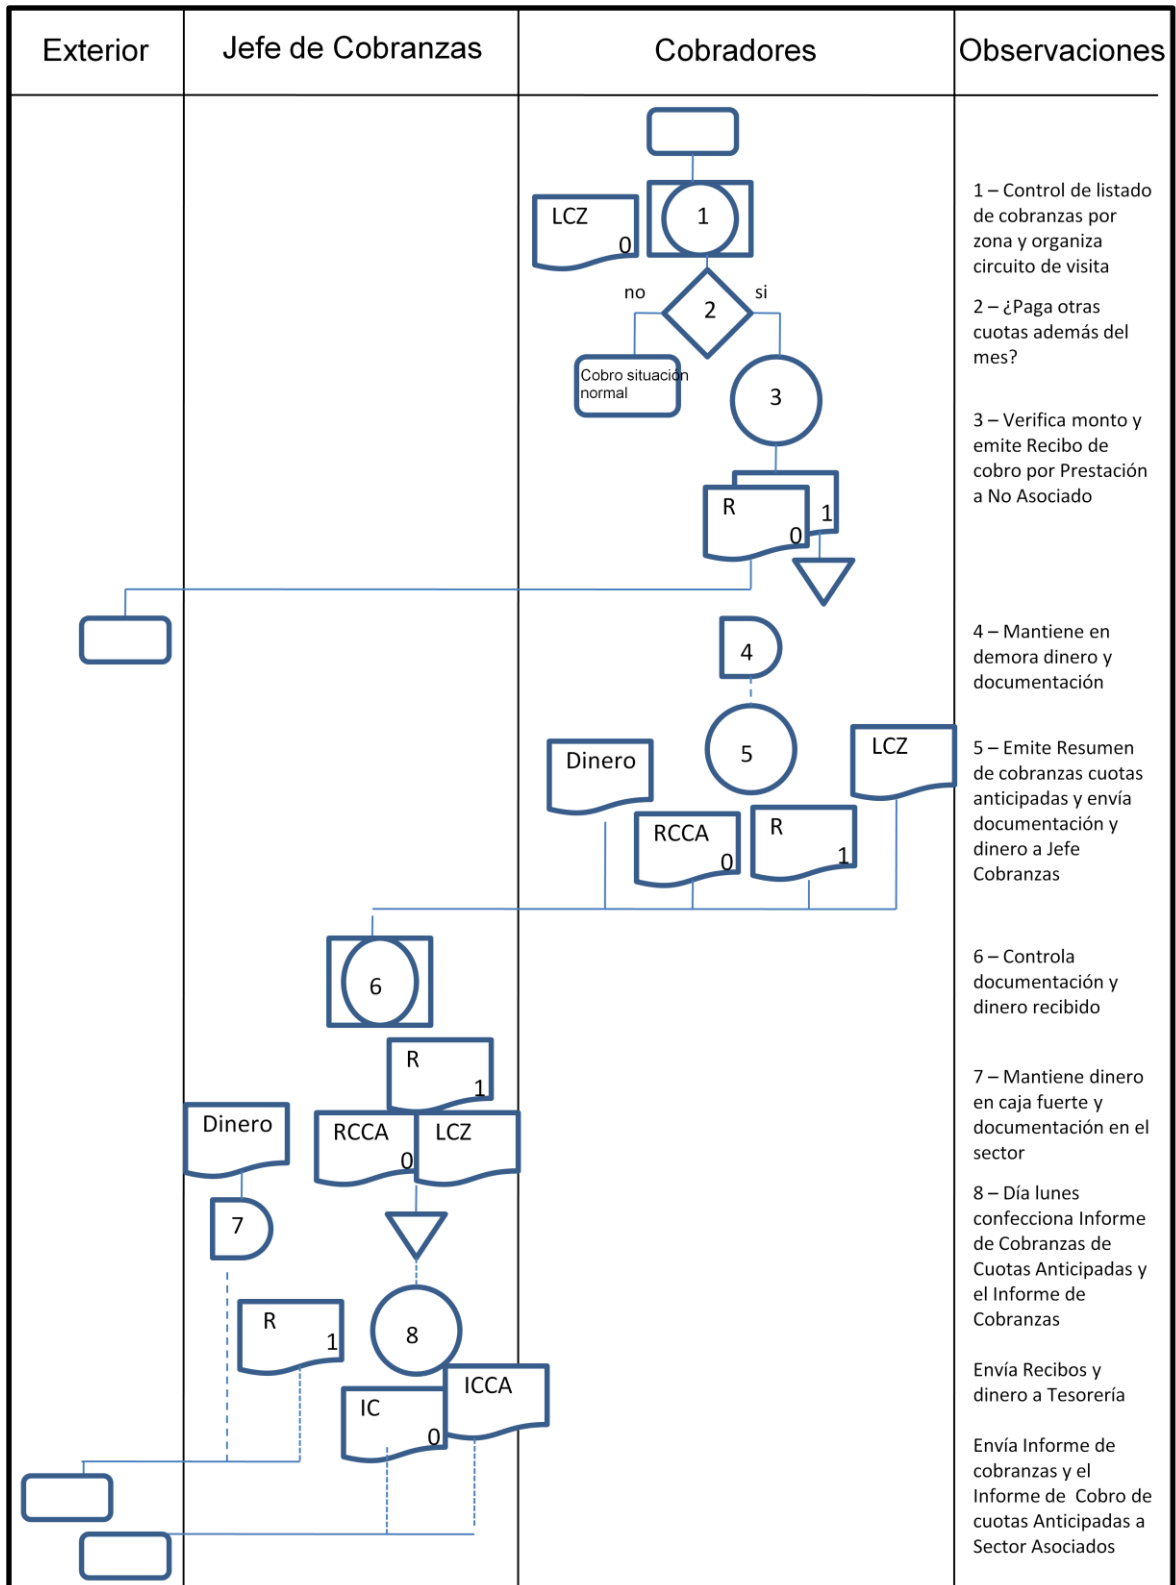 Exterior
Jefe de Cobranzas
Cobradores
Observaciones
LCZ
0
1
1 – Control de listado
de cobranzas por
zona y organiza
circuito de visita
no
2
si
2 – ¿Paga otras
cuotas además del
mes?
Cobro situación
normal
3
3 – Verifica monto y
emite Recibo de
cobro por Prestación
a No Asociado
R
0
1
4
4 – Mantiene en
demora dinero y
documentación
Dinero
5
LCZ
RCCA
0
R
1
5 – Emite Resumen
de cobranzas cuotas
anticipadas y envía
documentación y
dinero a Jefe
Cobranzas
6
6 – Controla
documentación y
dinero recibido
R
1
Dinero
RCCA
0
LCZ
7 – Mantiene dinero
en caja fuerte y
documentación en el
sector
7
R
1
8
IC
0
ICCA
8 – Día lunes
confecciona Informe
de Cobranzas de
Cuotas Anticipadas y
el Informe de
Cobranzas
Envía Recibos y
dinero a Tesorería
Envía Informe de
cobranzas y el
Informe de Cobro de
cuotas Anticipadas a
Sector Asociados